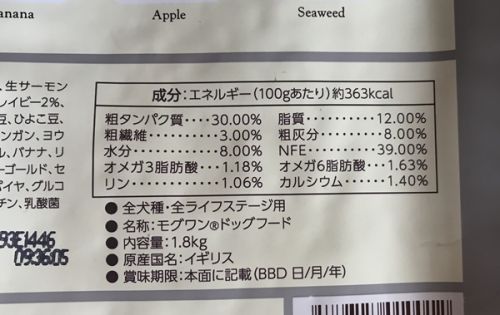 anana Apple Seaweed
、生サーモン
レイビー2%、
豆、ひよこ豆、
ンガン、ヨウ
ル、バナナ、リ
ーゴールド、セ
パイヤ、グルコ
チン、乳酸菌
93E1446
09:36:05
成分:エネルギー(100gあたり)約363kcal
粗タンパク質‥‥30.00% 脂質‥‥‥‥‥‥12.00%
粗繊維‥‥‥‥‥3.00% 粗灰分‥‥‥‥‥8.00%
水分‥‥‥‥‥‥8.00% NFE‥‥‥‥‥‥39.00%
オメガ3脂肪酸‥‥1.18% オメガ6脂肪酸‥‥1.63%
リン‥‥‥‥‥‥1.06% カルシウム‥‥‥‥1.40%
● 全犬種・全ライフステージ用
● 名称:モグワン®ドッグフード
● 内容量:1.8kg
● 原産国名:イギリス
● 賞味期限:本面に記載(BBD 日/月/年)